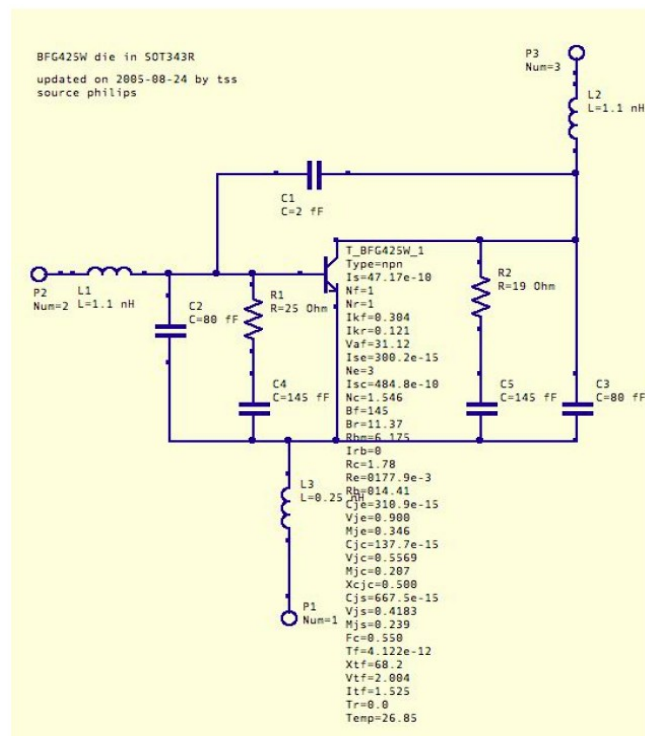 BFG425W die in SOT343R
updated on 2005-08-24 by tss
source philips
P3
Num=3
L2
L=1.1 nH
C1
C=2 fF
P2
Num=2
L1
L=1.1 nH
C2
C=80 fF
R1
R=25 Ohm
C4
C=145 fF
T_BFG425W_1
Type=npn
Is=47.17e-10
Nf=1
Nr=1
Ikf=0.304
Ikr=0.121
Vaf=31.12
Ise=300.2e-15
Ne=3
Isc=484.8e-10
Nc=1.546
Bf=145
Br=11.37
Rbm=6.175
Irb=0
Rc=1.78
Re=0177.9e-3
Rb=014.41
Cje=310.9e-15
Vje=0.900
Mje=0.346
Cjc=137.7e-15
Vjc=0.5569
Mjc=0.207
Xcjc=0.500
Cjs=667.5e-15
Vjs=0.4183
Mjs=0.239
Fc=0.550
Tf=4.122e-12
Xtf=68.2
Vtf=2.004
Itf=1.525
Tr=0.0
Temp=26.85
R2
R=19 Ohm
C5
C=145 fF
C3
C=80 fF
L3
L=0.25 nH
P1
Num=1